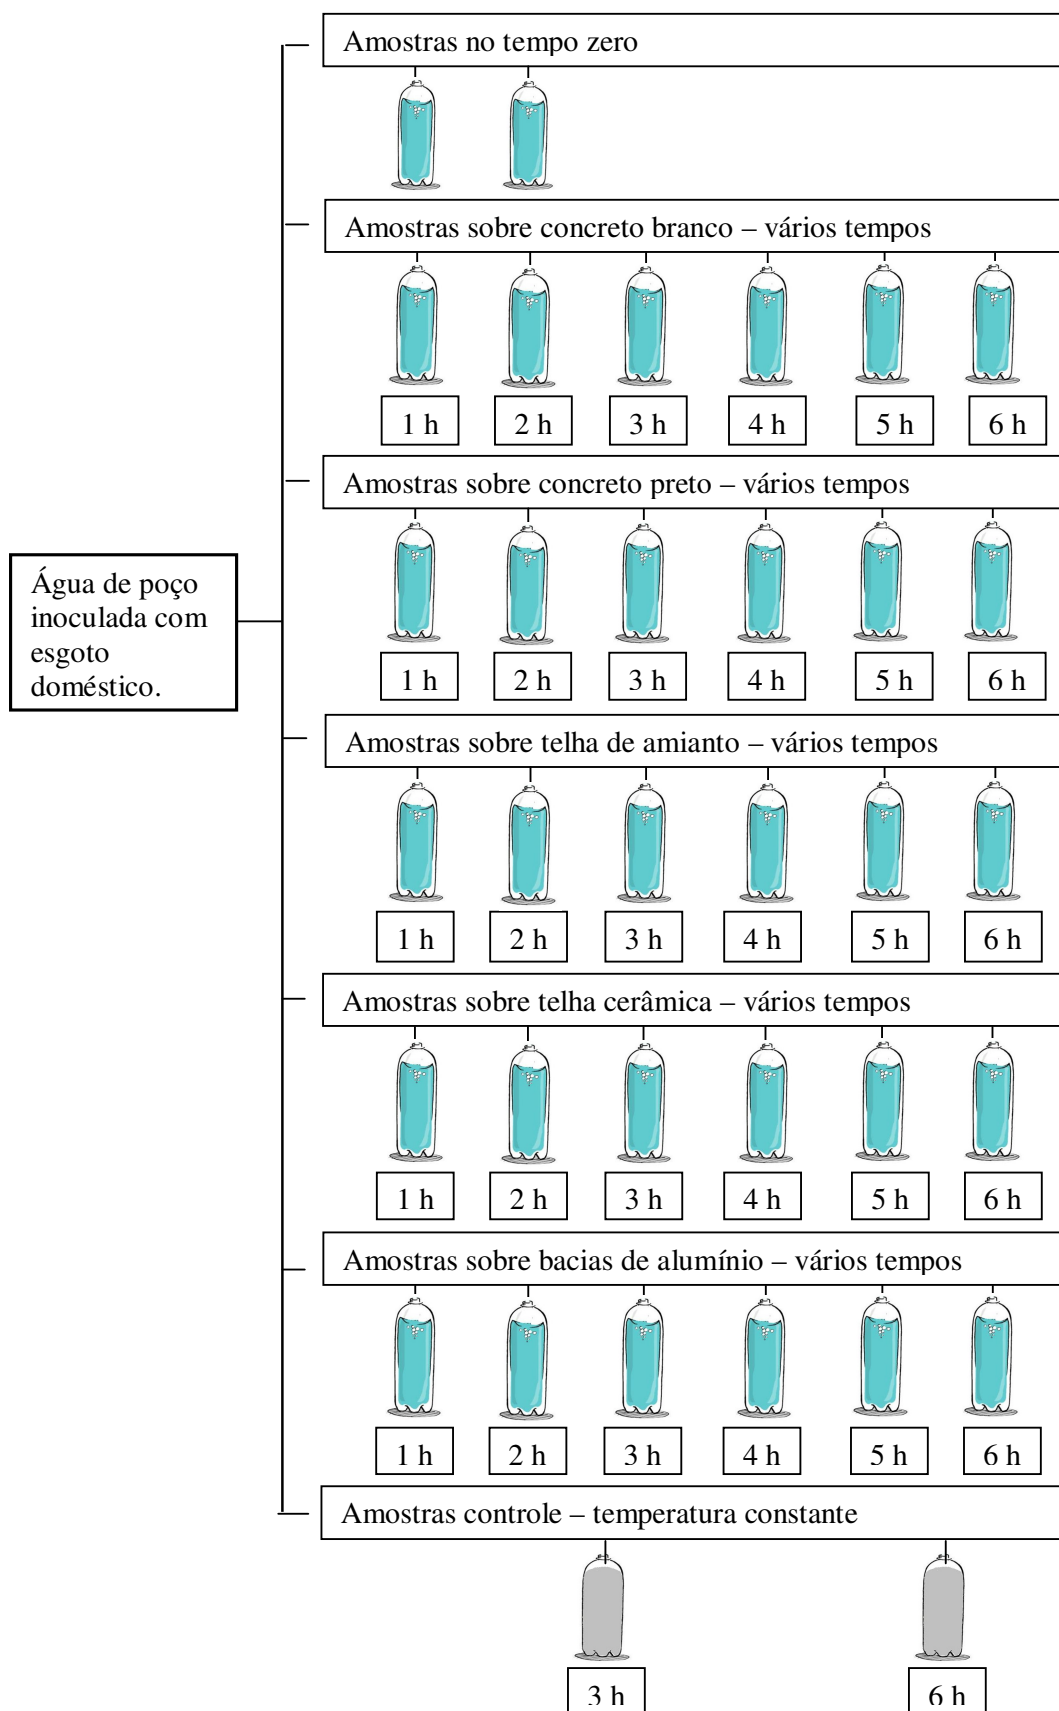 Amostras no tempo zero
Amostras sobre concreto branco – vários tempos
1 h 2 h 3 h 4 h 5 h 6 h
Amostras sobre concreto preto – vários tempos
1 h 2 h 3 h 4 h 5 h 6 h
Água de poço
inoculada com
esgoto
doméstico.
Amostras sobre telha de amianto – vários tempos
1 h 2 h 3 h 4 h 5 h 6 h
Amostras sobre telha cerâmica – vários tempos
1 h 2 h 3 h 4 h 5 h 6 h
Amostras sobre bacias de alumínio – vários tempos
1 h 2 h 3 h 4 h 5 h 6 h
Amostras controle – temperatura constante
3 h 6 h